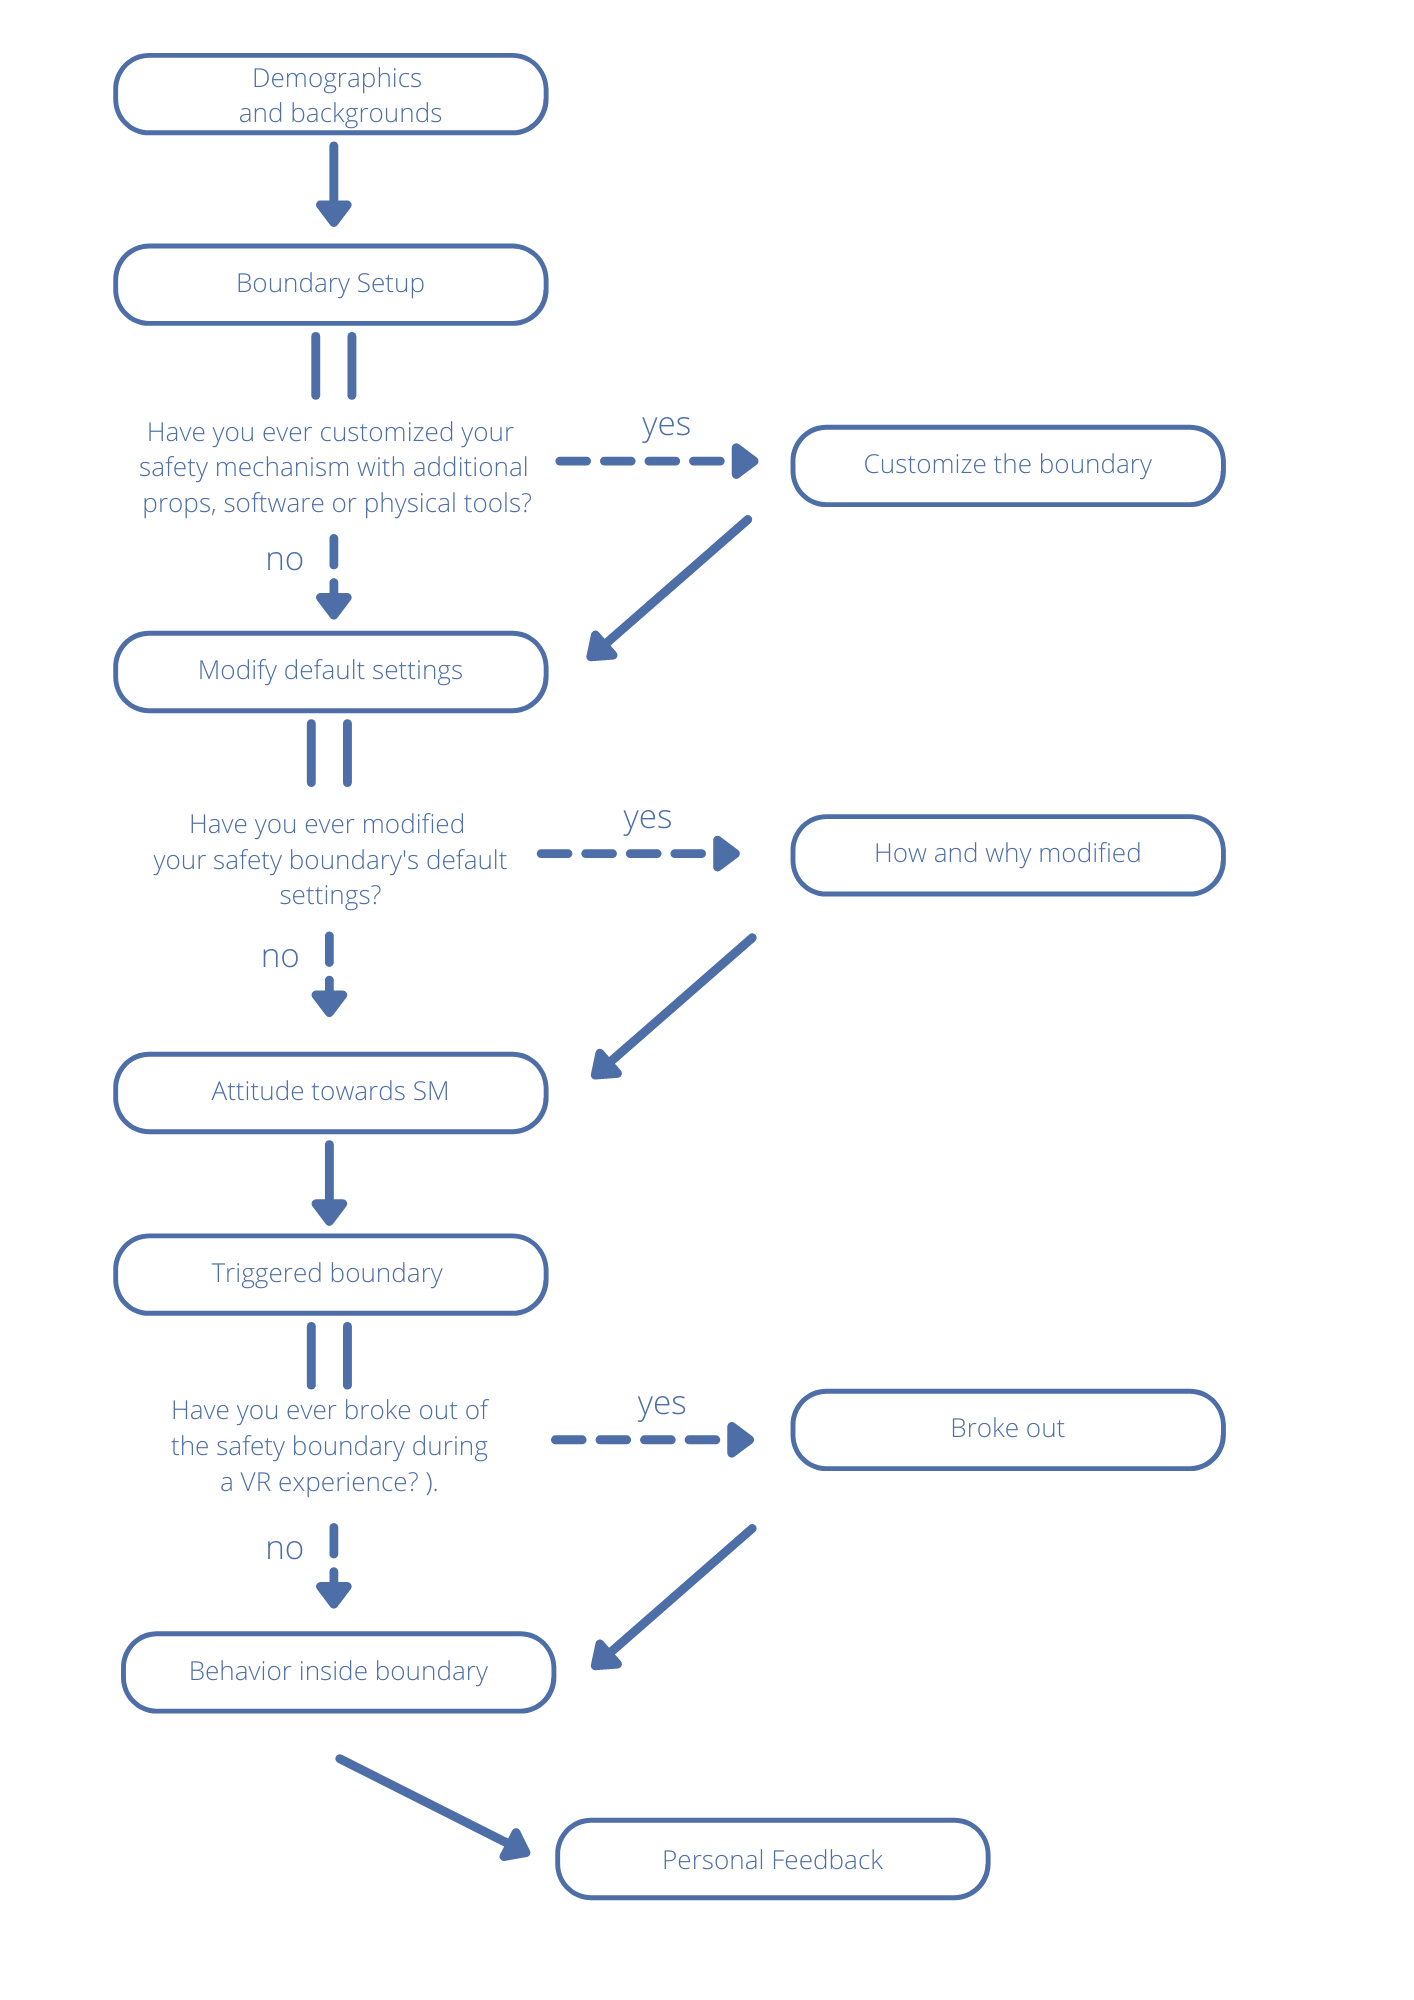 Demographics
and backgrounds
Boundary Setup
Have you ever customized your
safety mechanism with additional
props, software or physical tools?
yes
Customize the boundary
no
Modify default settings
Have you ever modified
your safety boundary's default
settings?
yes
How and why modified
no
Attitude towards SM
Triggered boundary
Have you ever broke out of
the safety boundary during
a VR experience? ).
yes
Broke out
no
Behavior inside boundary
Personal Feedback